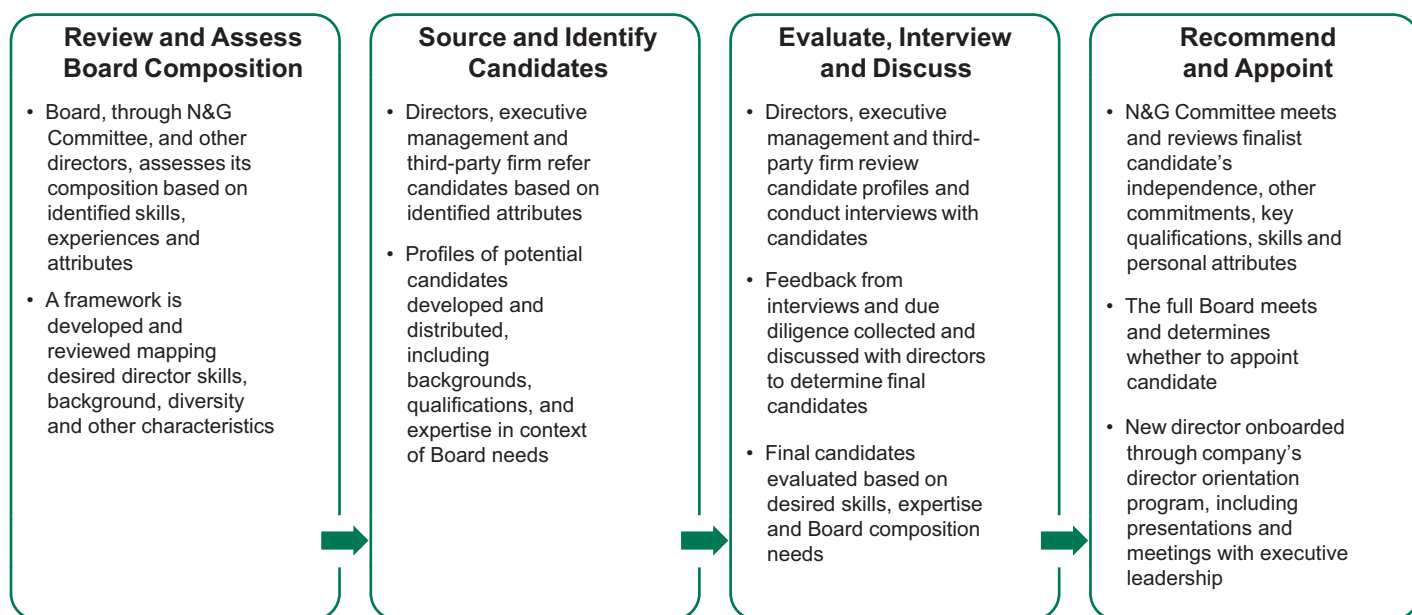 Review and Assess
Board Composition
• Board, through N&G
Committee, and other
directors, assesses its
composition based on
identified skills,
experiences and
attributes
• A framework is
developed and
reviewed mapping
desired director skills,
background, diversity
and other characteristics
Source and Identify
Candidates
• Directors, executive
management and
third-party firm refer
candidates based on
identified attributes
• Profiles of potential
candidates
developed and
distributed,
including
backgrounds,
qualifications, and
expertise in context
of Board needs
Evaluate, Interview
and Discuss
• Directors, executive
management and third-
party firm review
candidate profiles and
conduct interviews with
candidates
• Feedback from
interviews and due
diligence collected and
discussed with directors
to determine final
candidates
• Final candidates
evaluated based on
desired skills, expertise
and Board composition
needs
Recommend
and Appoint
• N&G Committee meets
and reviews finalist
candidate’s
independence, other
commitments, key
qualifications, skills and
personal attributes
• The full Board meets
and determines
whether to appoint
candidate
• New director onboarded
through company’s
director orientation
program, including
presentations and
meetings with executive
leadership